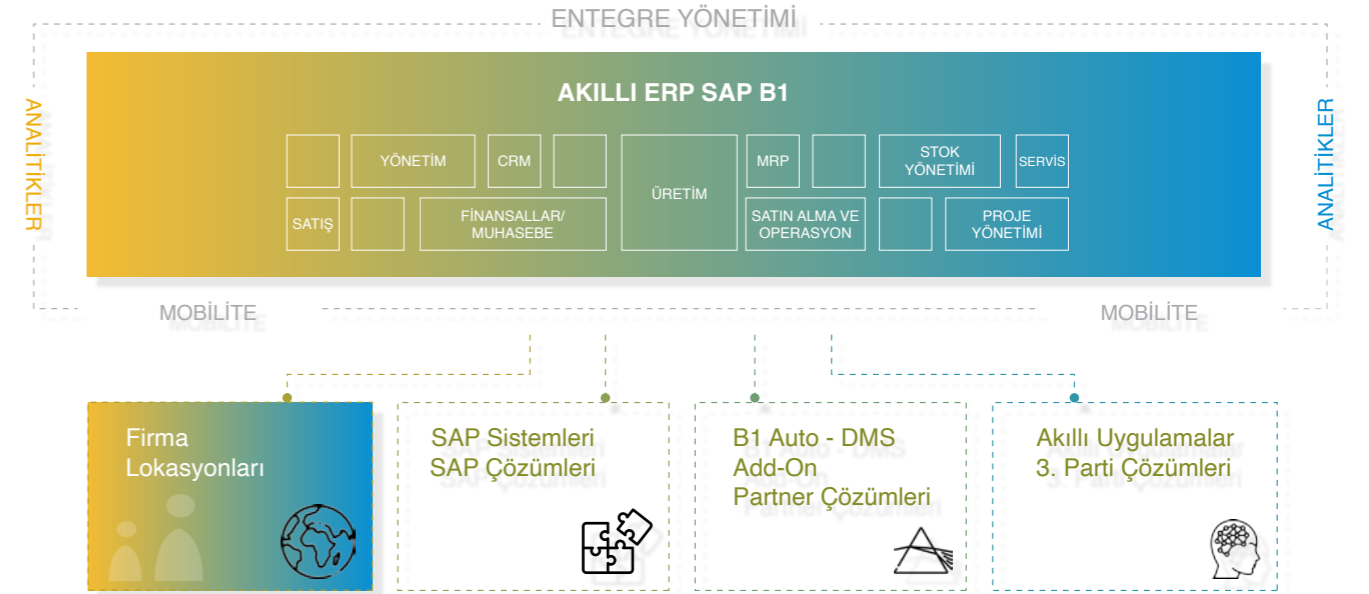 ENTEGRE YÖNETİMİ
ANALİTİKLER
AKILLI ERP SAP B1
ANALİTİKLER
YÖNETİM
CRM
ÜRETİM
MRP
STOK
YÖNETİMİ
SERVİS
SATIŞ
FİNANSALLAR/
MUHASEBE
SATIN ALMA VE
OPERASYON
PROJE
YÖNETİMİ
MOBİLİTE
MOBİLİTE
Firma
Lokasyonları
SAP Sistemleri
SAP Çözümleri
B1 Auto - DMS
Add-On
Partner Çözümleri
Akıllı Uygulamalar
3. Parti Çözümleri